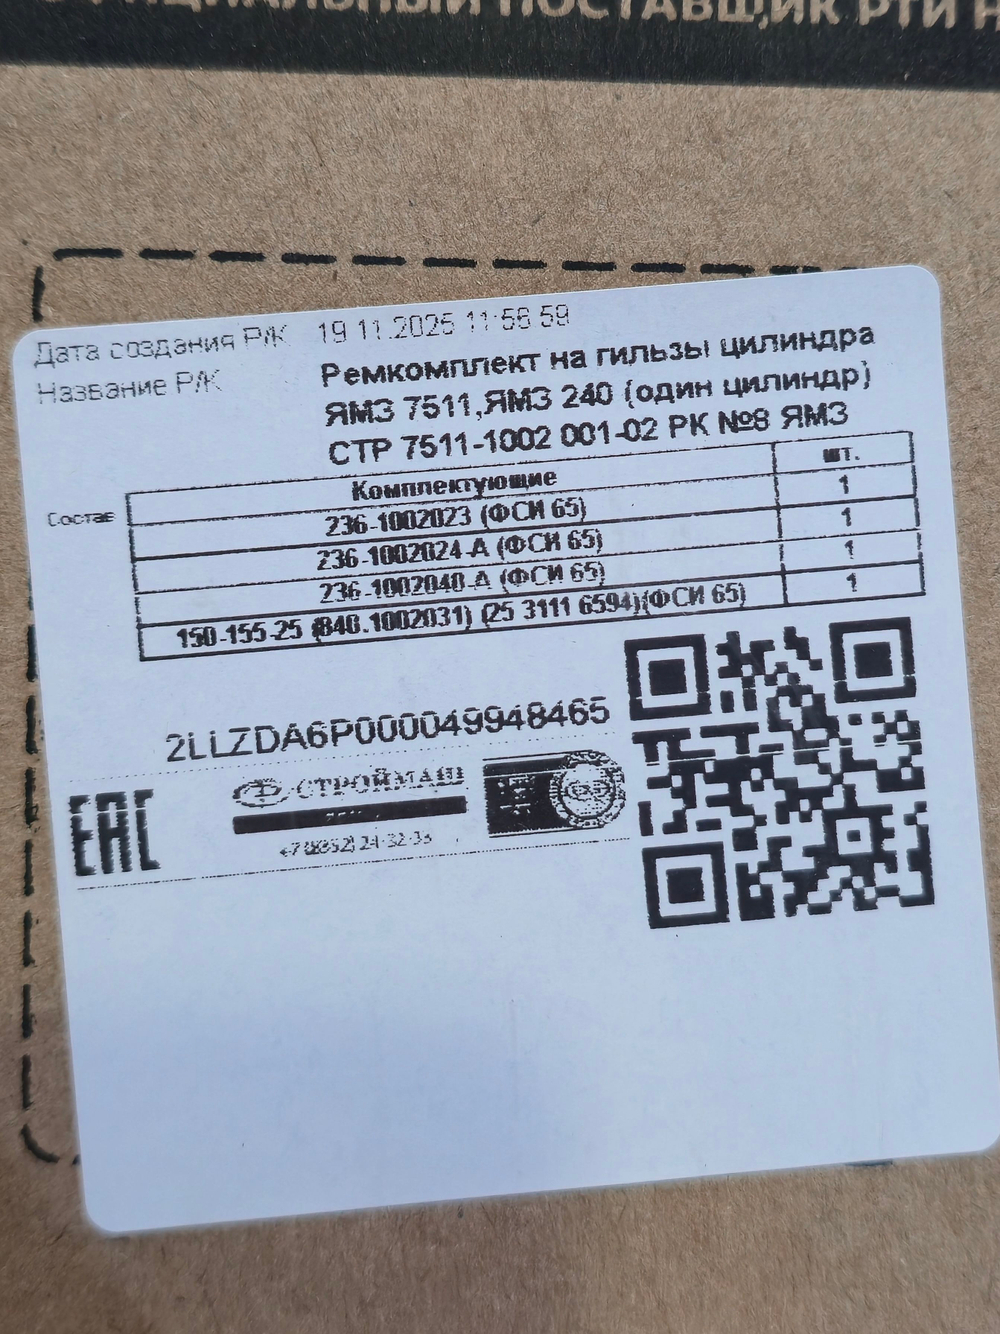 ПОСТАВЩИК РТИ
Дата создания Р/К 19.11.2025 11:56:59
Название Р/К Ремкомплект на гильзы цилиндра
ЯМЗ 7511,ЯМЗ 240 (один цилиндр)
СТР 7511-1002 001-02 РК №8 ЯМЗ
Состав
Комплектующие шт.
236-1002023 (ФСИ 65) 1
236-1002024-А (ФСИ 65) 1
236-1002040-А (ФСИ 65) 1
150-155-25 (840.1002031) (25 3111 6594)(ФСИ 65) 1
2LLZDA6P000049948465
ЕАС
СТРОЙМАШ